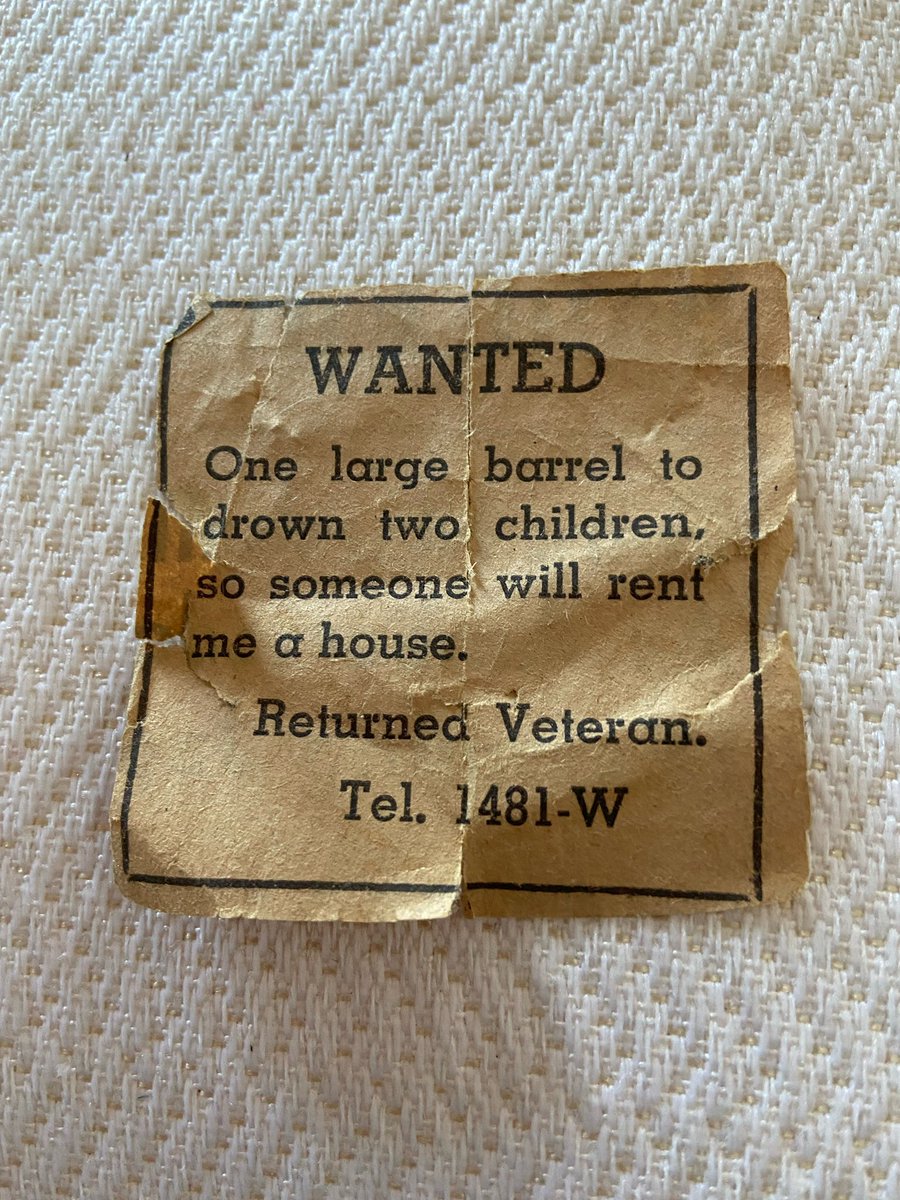 WANTED
One large barrel to
drown two children,
so someone will rent
me a house.
Returned Veteran.
Tel. 1481-W